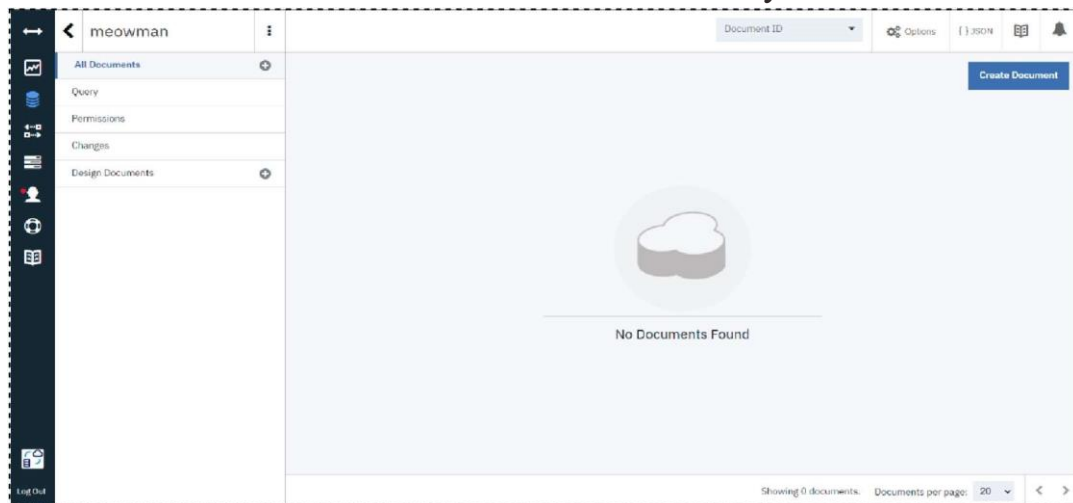 meowman
Document ID
Options
{ } JSON
All Documents
Create Document
Query
Permissions
Changes
Design Documents
No Documents Found
Log Out
Showing 0 documents.
Documents per page: 20